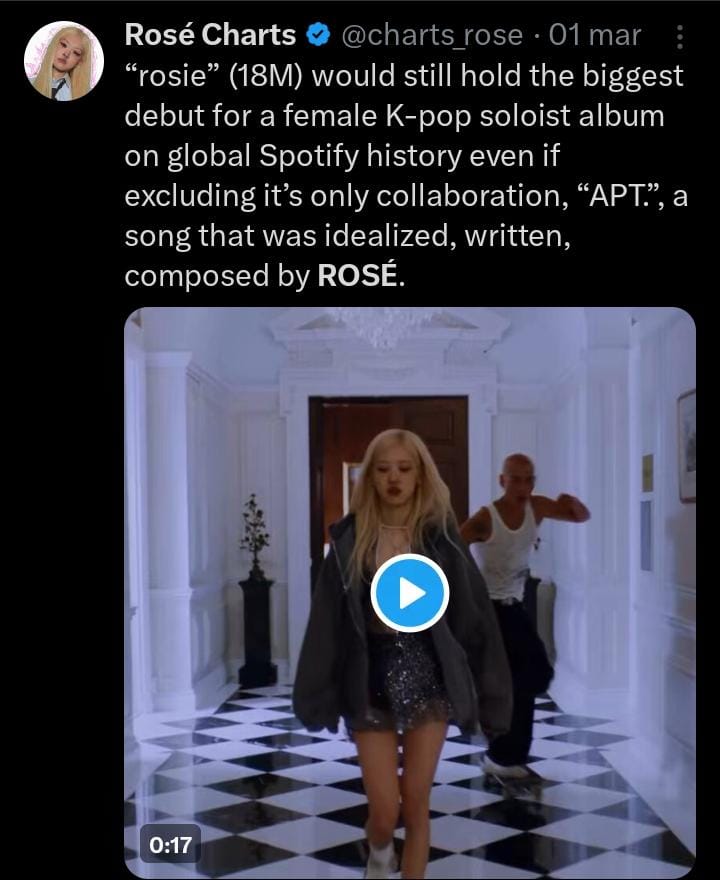 Rosé Charts @charts_rose · 01 mar
“rosie” (18M) would still hold the biggest
debut for a female K-pop soloist album
on global Spotify history even if
excluding it’s only collaboration, “APT.”, a
song that was idealized, written,
composed by ROSÉ.
0:17